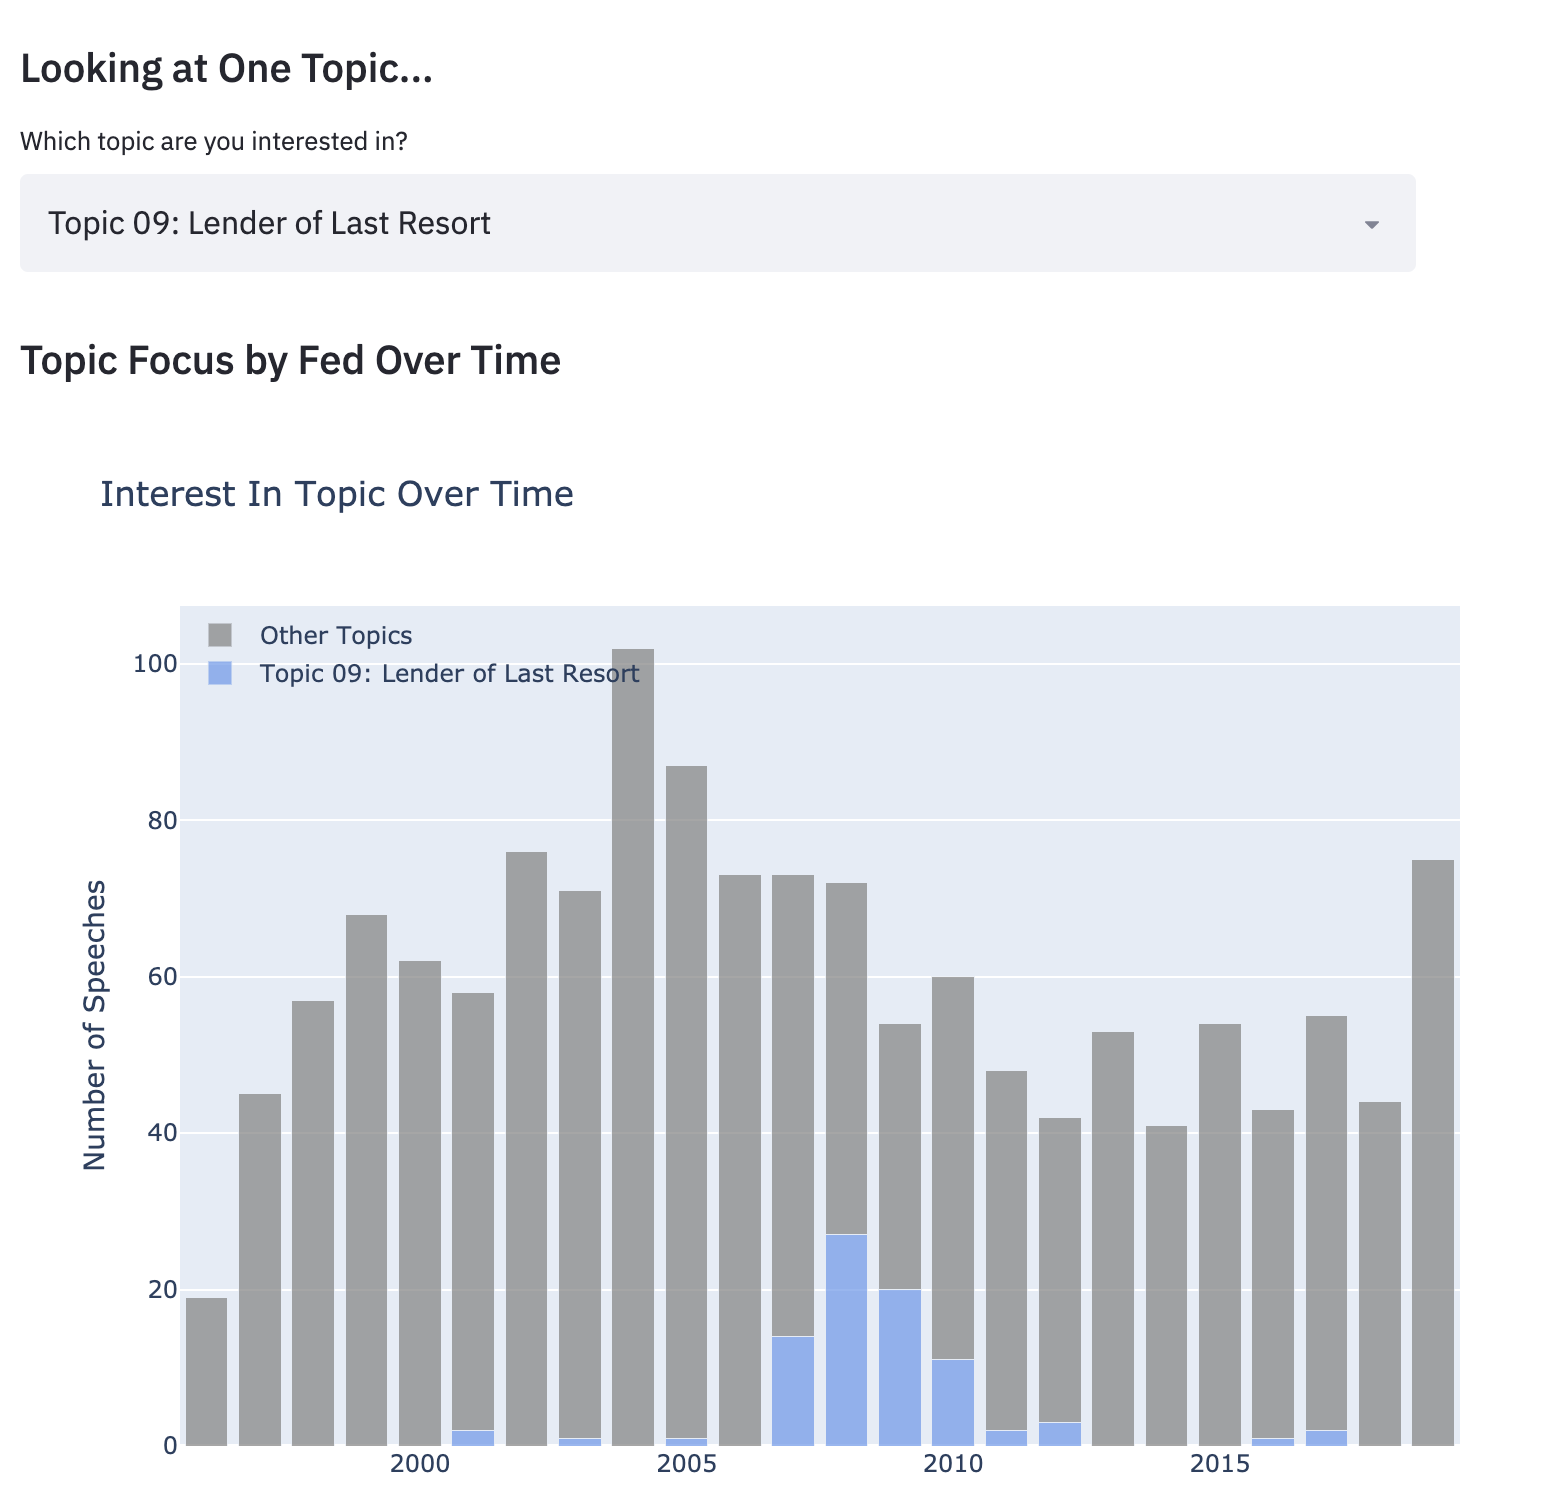 Looking at One Topic...
Which topic are you interested in?
Topic 09: Lender of Last Resort
Topic Focus by Fed Over Time
Interest In Topic Over Time
Other Topics
Topic 09: Lender of Last Resort
100
80
60
40
20
0
Number of Speeches
2000
2005
2010
2015